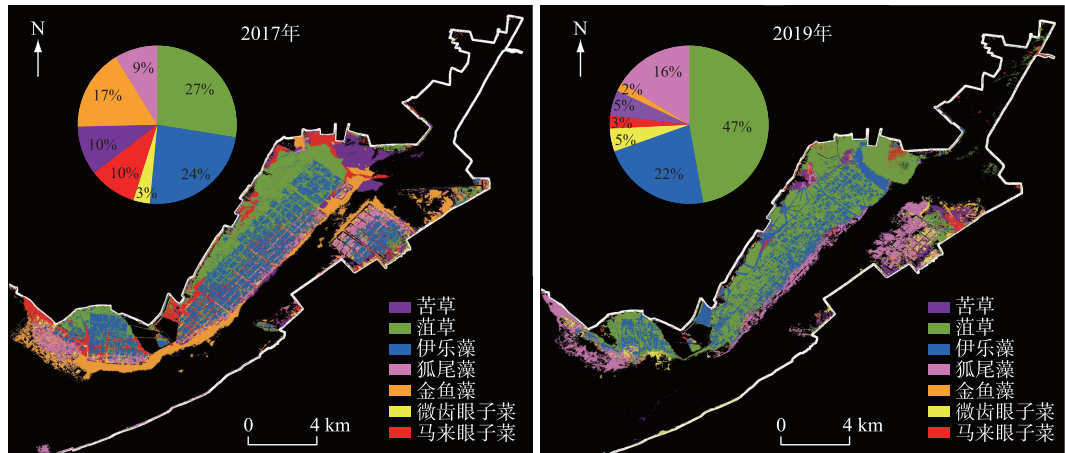 N
2017年
9%
27%
17%
10%
10%
3%
24%
苦草
菹草
伊乐藻
狐尾藻
金鱼藻
微齿眼子菜
马来眼子菜
0 4 km
N
2019年
16%
2%
5%
3%
5%
47%
22%
苦草
菹草
伊乐藻
狐尾藻
金鱼藻
微齿眼子菜
马来眼子菜
0 4 km